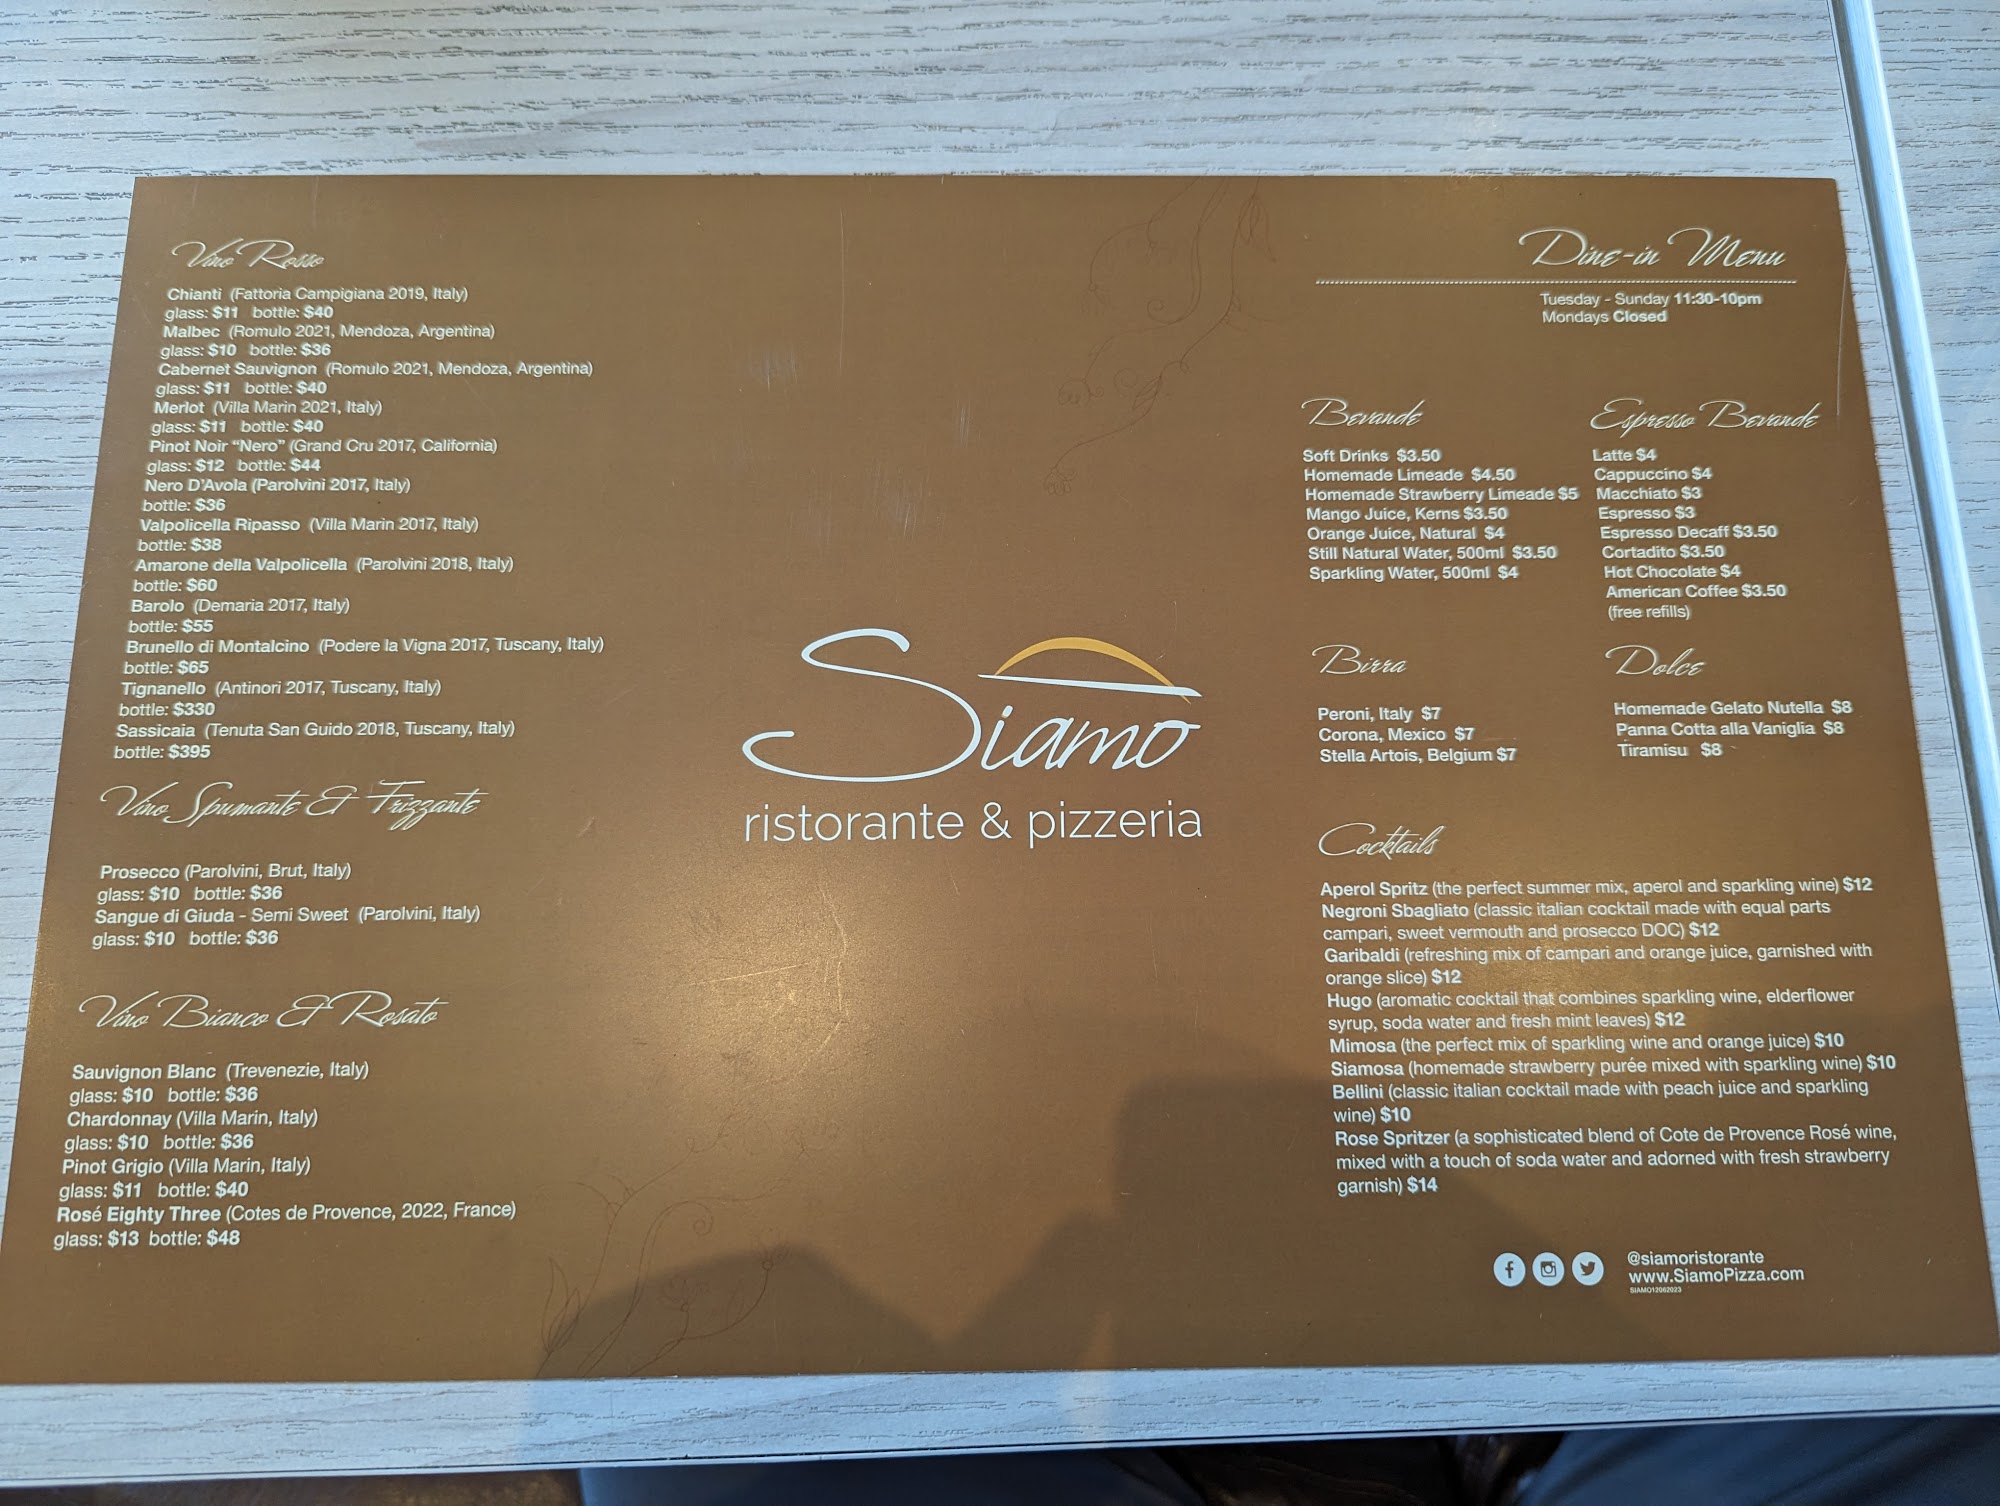 Vino Rosso
Chianti (Fattoria Campigiana 2019, Italy)
glass: $11 bottle: $40
Malbec (Romulo 2021, Mendoza, Argentina)
glass: $10 bottle: $36
Cabernet Sauvignon (Romulo 2021, Mendoza, Argentina)
glass: $11 bottle: $40
Merlot (Villa Marin 2021, Italy)
glass: $11 bottle: $40
Pinot Noir “Nero” (Grand Cru 2017, California)
glass: $12 bottle: $44
Nero D'Avola (Parolvini 2017, Italy)
bottle: $36
Valpolicella Ripasso (Villa Marin 2017, Italy)
bottle: $38
Amarone della Valpolicella (Parolvini 2018, Italy)
bottle: $60
Barolo (Demaria 2017, Italy)
bottle: $55
Brunello di Montalcino (Podere la Vigna 2017, Tuscany, Italy)
bottle: $65
Tignanello (Antinori 2017, Tuscany, Italy)
bottle: $330
Sassicaia (Tenuta San Guido 2018, Tuscany, Italy)
bottle: $395
Vino Spumante & Frizzante
Prosecco (Parolvini, Brut, Italy)
glass: $10 bottle: $36
Sangue di Giuda - Semi Sweet (Parolvini, Italy)
glass: $10 bottle: $36
Vino Bianco & Rosato
Sauvignon Blanc (Trevenezie, Italy)
glass: $10 bottle: $36
Chardonnay (Villa Marin, Italy)
glass: $10 bottle: $36
Pinot Grigio (Villa Marin, Italy)
glass: $11 bottle: $40
Rosé Eighty Three (Cotes de Provence, 2022, France)
glass: $13 bottle: $48
Siamo
ristorante & pizzeria
Dine-in Menu
Tuesday - Sunday 11:30-10pm
Mondays Closed
Bevande
Soft Drinks $3.50
Homemade Limeade $4.50
Homemade Strawberry Limeade $5
Mango Juice, Kerns $3.50
Orange Juice, Natural $4
Still Natural Water, 500ml $3.50
Sparkling Water, 500ml $4
Espresso Bevande
Latte $4
Cappuccino $4
Macchiato $3
Espresso $3
Espresso Decaff $3.50
Cortadito $3.50
Hot Chocolate $4
American Coffee $3.50
(free refills)
Birra
Peroni, Italy $7
Corona, Mexico $7
Stella Artois, Belgium $7
Dolce
Homemade Gelato Nutella $8
Panna Cotta alla Vaniglia $8
Tiramisu $8
Cocktails
Aperol Spritz (the perfect summer mix, aperol and sparkling wine) $12
Negroni Sbagliato (classic italian cocktail made with equal parts
campari, sweet vermouth and prosecco DOC) $12
Garibaldi (refreshing mix of campari and orange juice, garnished with
orange slice) $12
Hugo (aromatic cocktail that combines sparkling wine, elderflower
syrup, soda water and fresh mint leaves) $12
Mimosa (the perfect mix of sparkling wine and orange juice) $10
Siamosa (homemade strawberry purée mixed with sparkling wine) $10
Bellini (classic italian cocktail made with peach juice and sparkling
wine) $10
Rose Spritzer (a sophisticated blend of Cote de Provence Rosé wine,
mixed with a touch of soda water and adorned with fresh strawberry
garnish) $14
@siamoristorante
www.SiamoPizza.com
SIAMO12062023